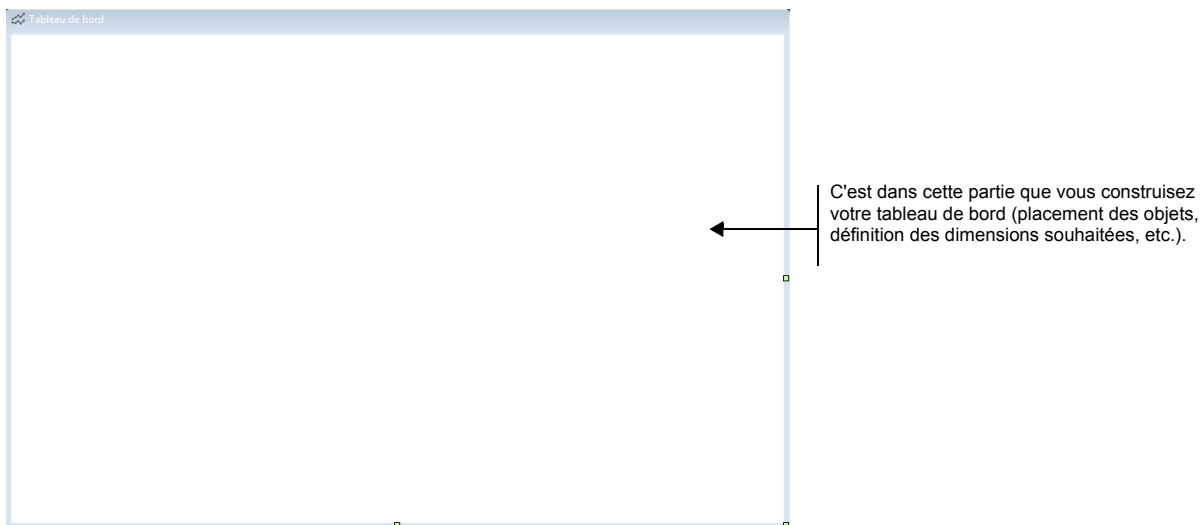 Tableau de bord
C'est dans cette partie que vous construisez
votre tableau de bord (placement des objets,
définition des dimensions souhaitées, etc.).